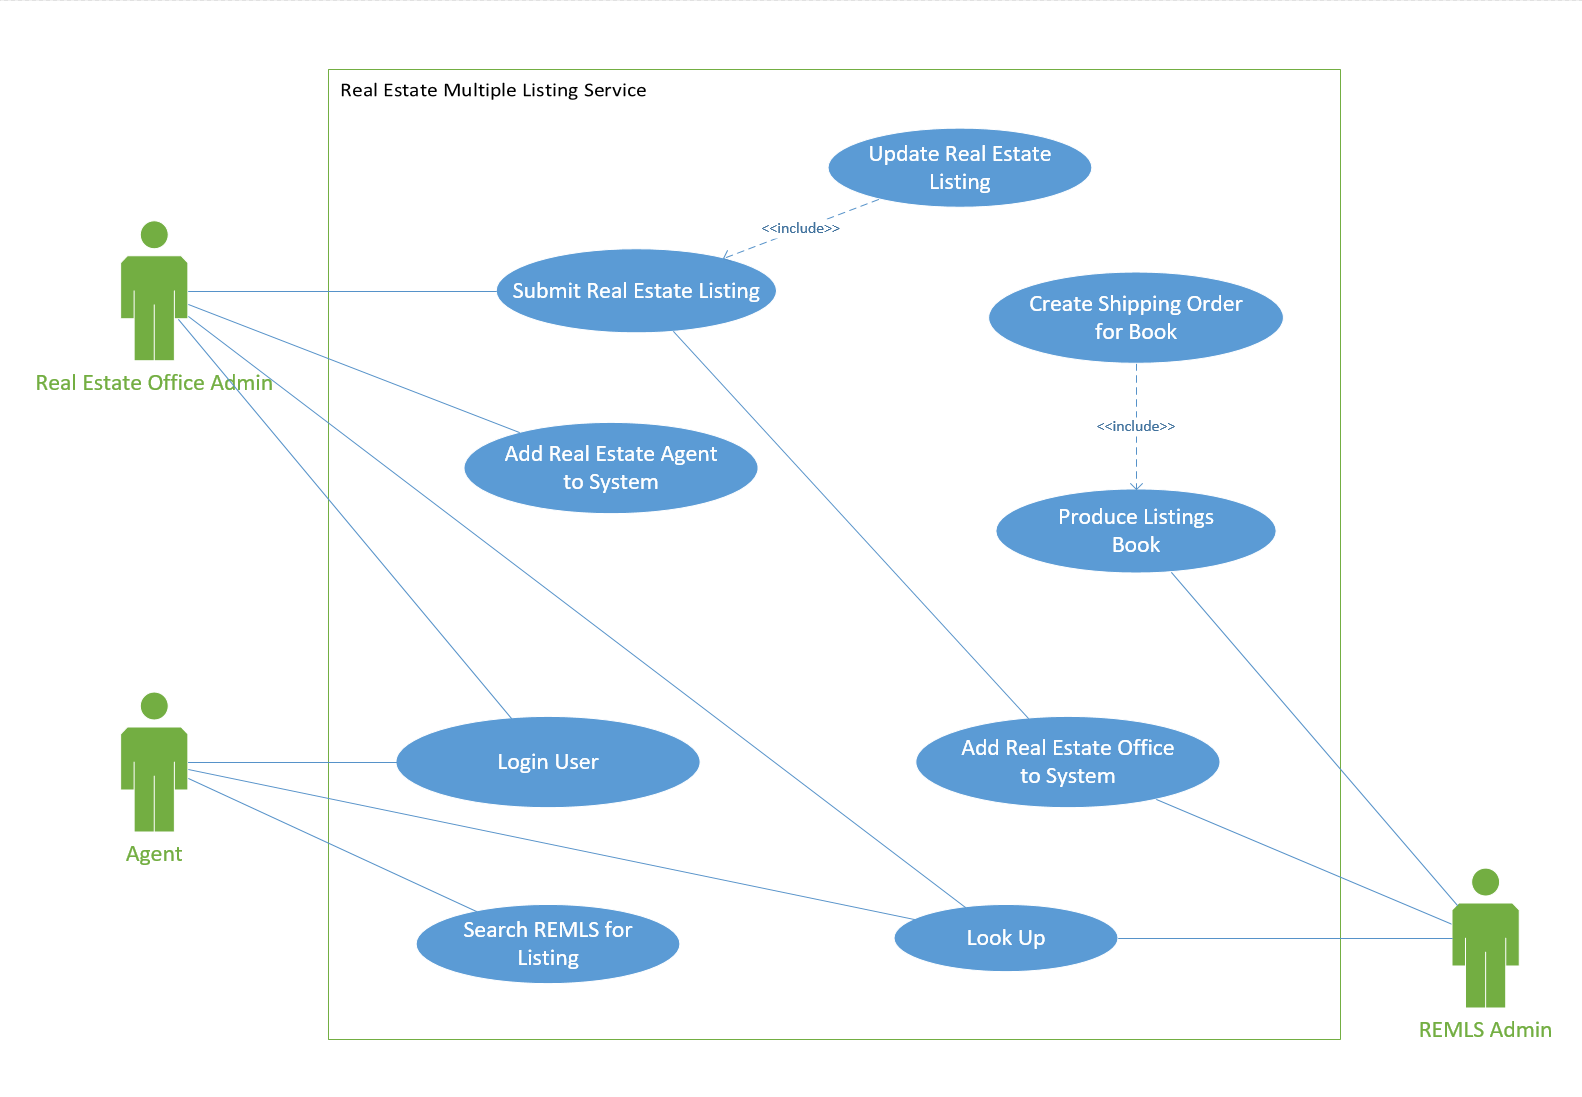 Real Estate Multiple Listing Service
Update Real Estate
Listing
<<include>>
Submit Real Estate Listing
Create Shipping Order
for Book
Real Estate Office Admin
<<include>>
Add Real Estate Agent
to System
Produce Listings
Book
Login User
Add Real Estate Office
to System
Agent
Search REMLS for
Listing
Look Up
REMLS Admin